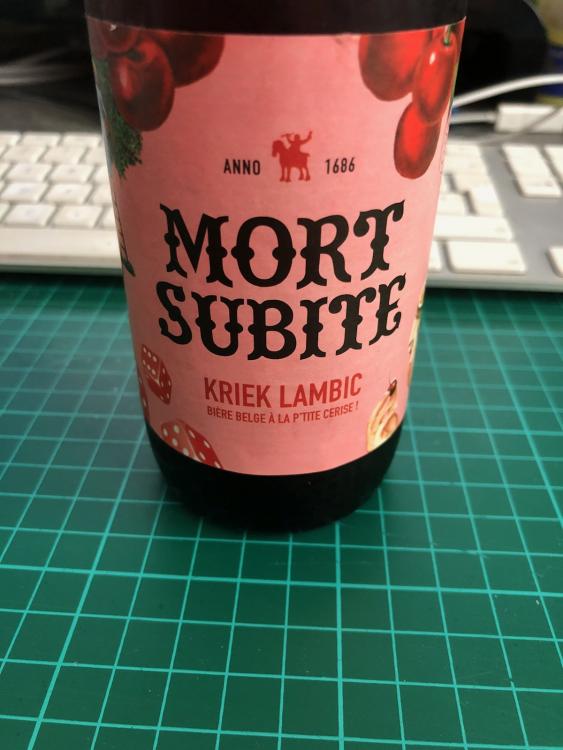 ANNO 1686
MORT
SUBITE
KRIEK LAMBIC
BIÈRE BELGE À LA P'TITE CERISE !